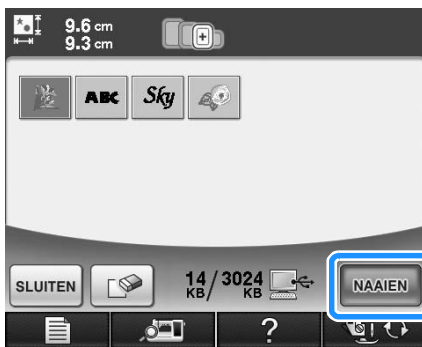 9.6 cm
9.3 cm
ABC Sky
SLUITEN 14 KB / 3024 KB NAAIEN
?